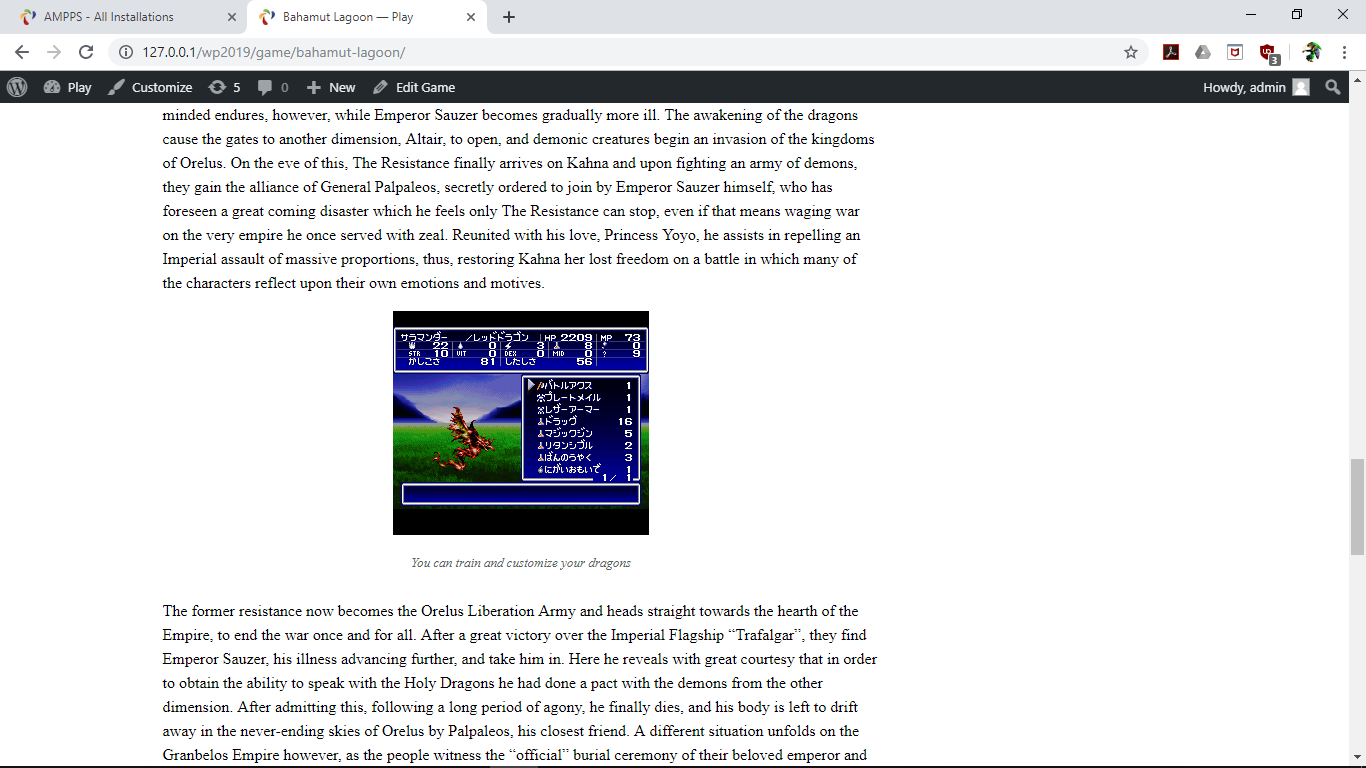 AMPPS - All Installations
Bahamut Lagoon — Play
127.0.0.1/wp2019/game/bahamut-lagoon/
3
Play
Customize
5
0
New
Edit Game
Howdy, admin
minded endures, however, while Emperor Sauzer becomes gradually more ill. The awakening of the dragons
cause the gates to another dimension, Altair, to open, and demonic creatures begin an invasion of the kingdoms
of Orelus. On the eve of this, The Resistance finally arrives on Kahna and upon fighting an army of demons,
they gain the alliance of General Palpaleos, secretly ordered to join by Emperor Sauzer himself, who has
foreseen a great coming disaster which he feels only The Resistance can stop, even if that means waging war
on the very empire he once served with zeal. Reunited with his love, Princess Yoyo, he assists in repelling an
Imperial assault of massive proportions, thus, restoring Kahna her lost freedom on a battle in which many of
the characters reflect upon their own emotions and motives.
サラマンダー /レッドドラゴン HP 2209 MP 73
22 0 3 8 0
STR 10 VIT 0 DEX 0 MID 0 ? 9
かしこさ 81 したしさ 56
バトルアクス 1
プレートメイル 1
レザーアーマー 1
ドラッグ 16
マジックジン 5
リタンシブル 2
ばんのうやく 3
にがいおもいで 1
1/ 1
You can train and customize your dragons
The former resistance now becomes the Orelus Liberation Army and heads straight towards the hearth of the
Empire, to end the war once and for all. After a great victory over the Imperial Flagship “Trafalgar”, they find
Emperor Sauzer, his illness advancing further, and take him in. Here he reveals with great courtesy that in order
to obtain the ability to speak with the Holy Dragons he had done a pact with the demons from the other
dimension. After admitting this, following a long period of agony, he finally dies, and his body is left to drift
away in the never-ending skies of Orelus by Palpaleos, his closest friend. A different situation unfolds on the
Granbelos Empire however, as the people witness the “official” burial ceremony of their beloved emperor and